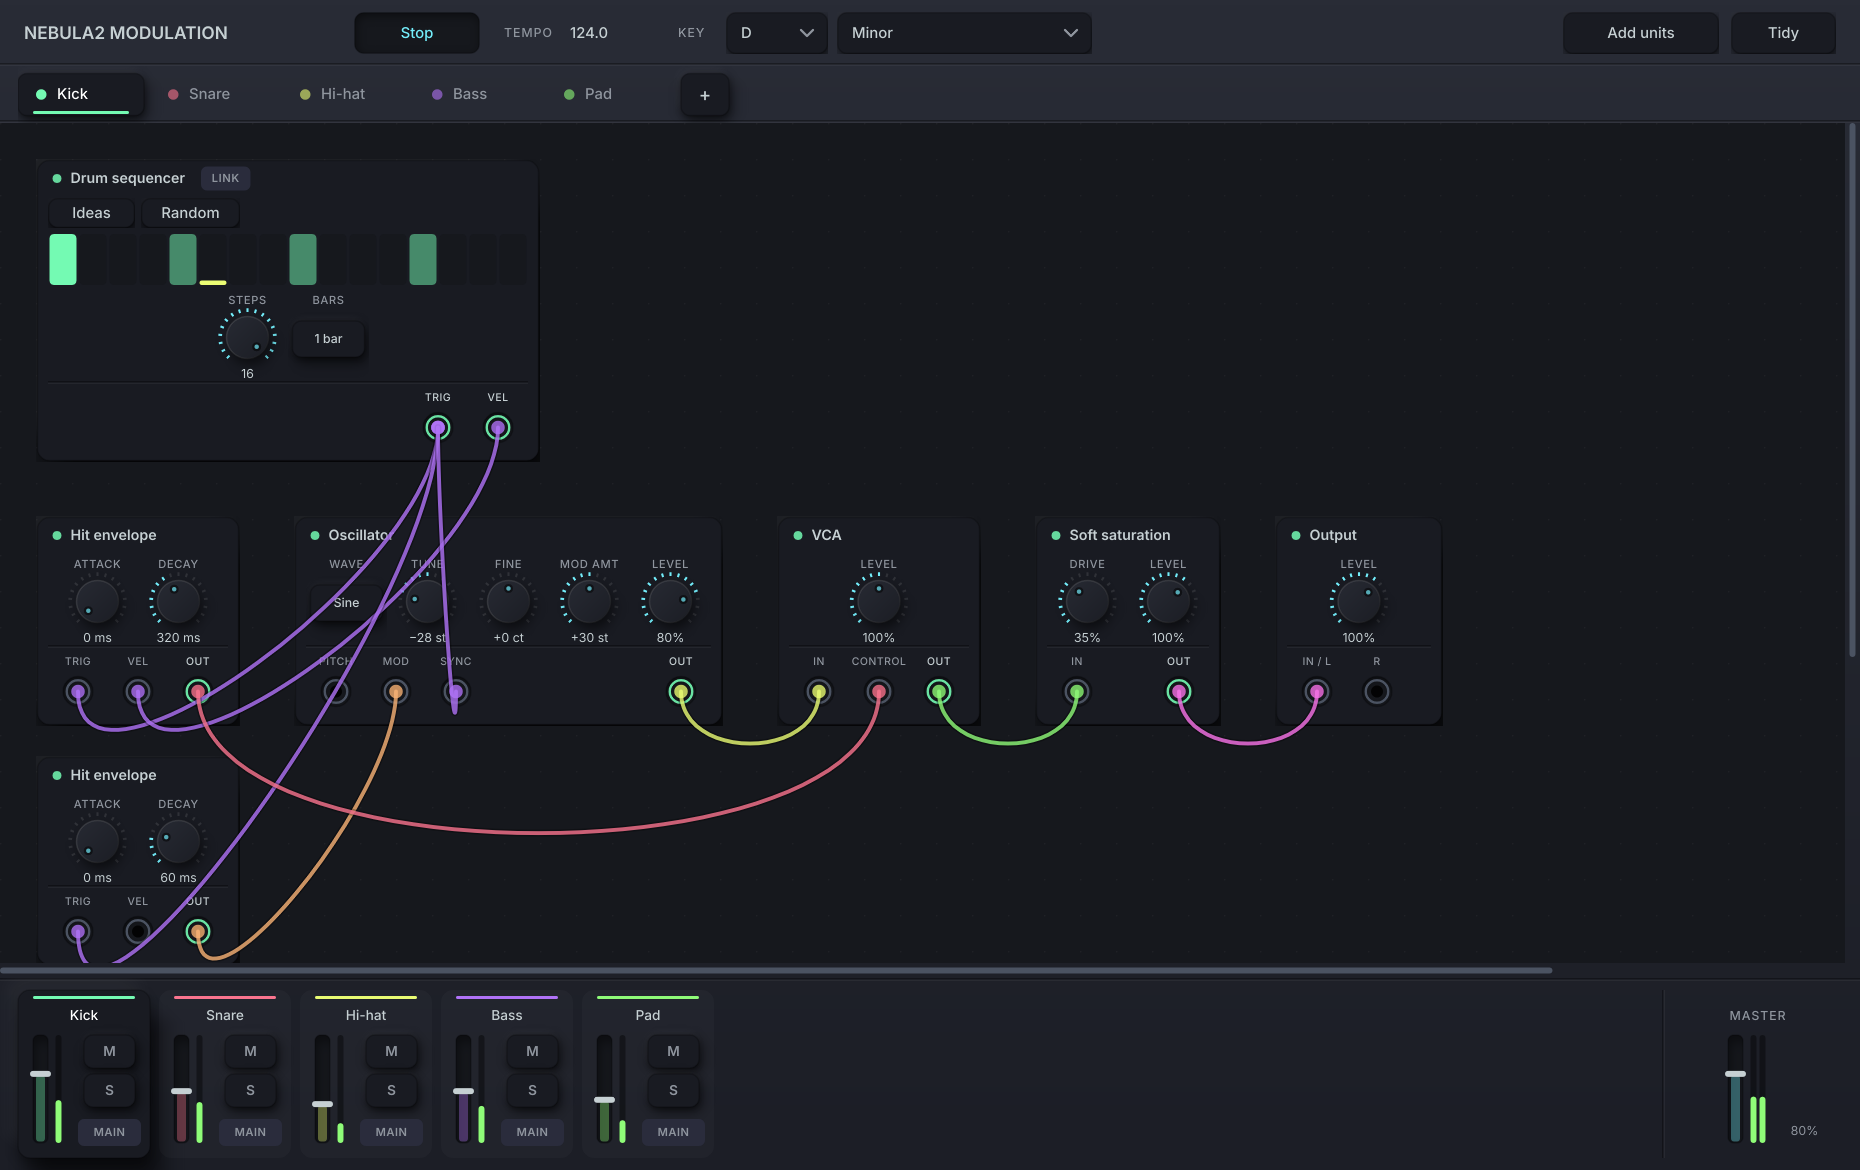 NEBULA2 MODULATION
Stop
TEMPO 124.0
KEY D Minor
Add units
Tidy
Kick
Snare
Hi-hat
Bass
Pad
+
Drum sequencer LINK
Ideas Random
STEPS BARS
1 bar
16
TRIG VEL
Hit envelope
ATTACK DECAY
0 ms 320 ms
TRIG VEL OUT
Oscillator
WAVE TUNE FINE MOD AMT LEVEL
Sine
−28 st +0 ct +30 st 80%
PITCH MOD SYNC OUT
VCA
LEVEL
100%
IN CONTROL OUT
Soft saturation
DRIVE LEVEL
35% 100%
IN OUT
Output
LEVEL
100%
IN / L R
Hit envelope
ATTACK DECAY
0 ms 60 ms
TRIG VEL OUT
Kick
M
S
MAIN
Snare
M
S
MAIN
Hi-hat
M
S
MAIN
Bass
M
S
MAIN
Pad
M
S
MAIN
MASTER
80%